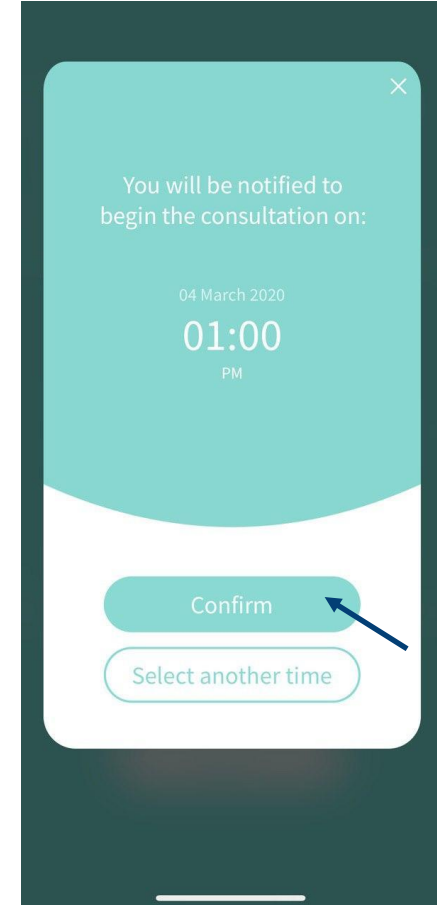 You will be notified to
begin the consultation on:
04 March 2020
01:00
PM
Confirm
Select another time